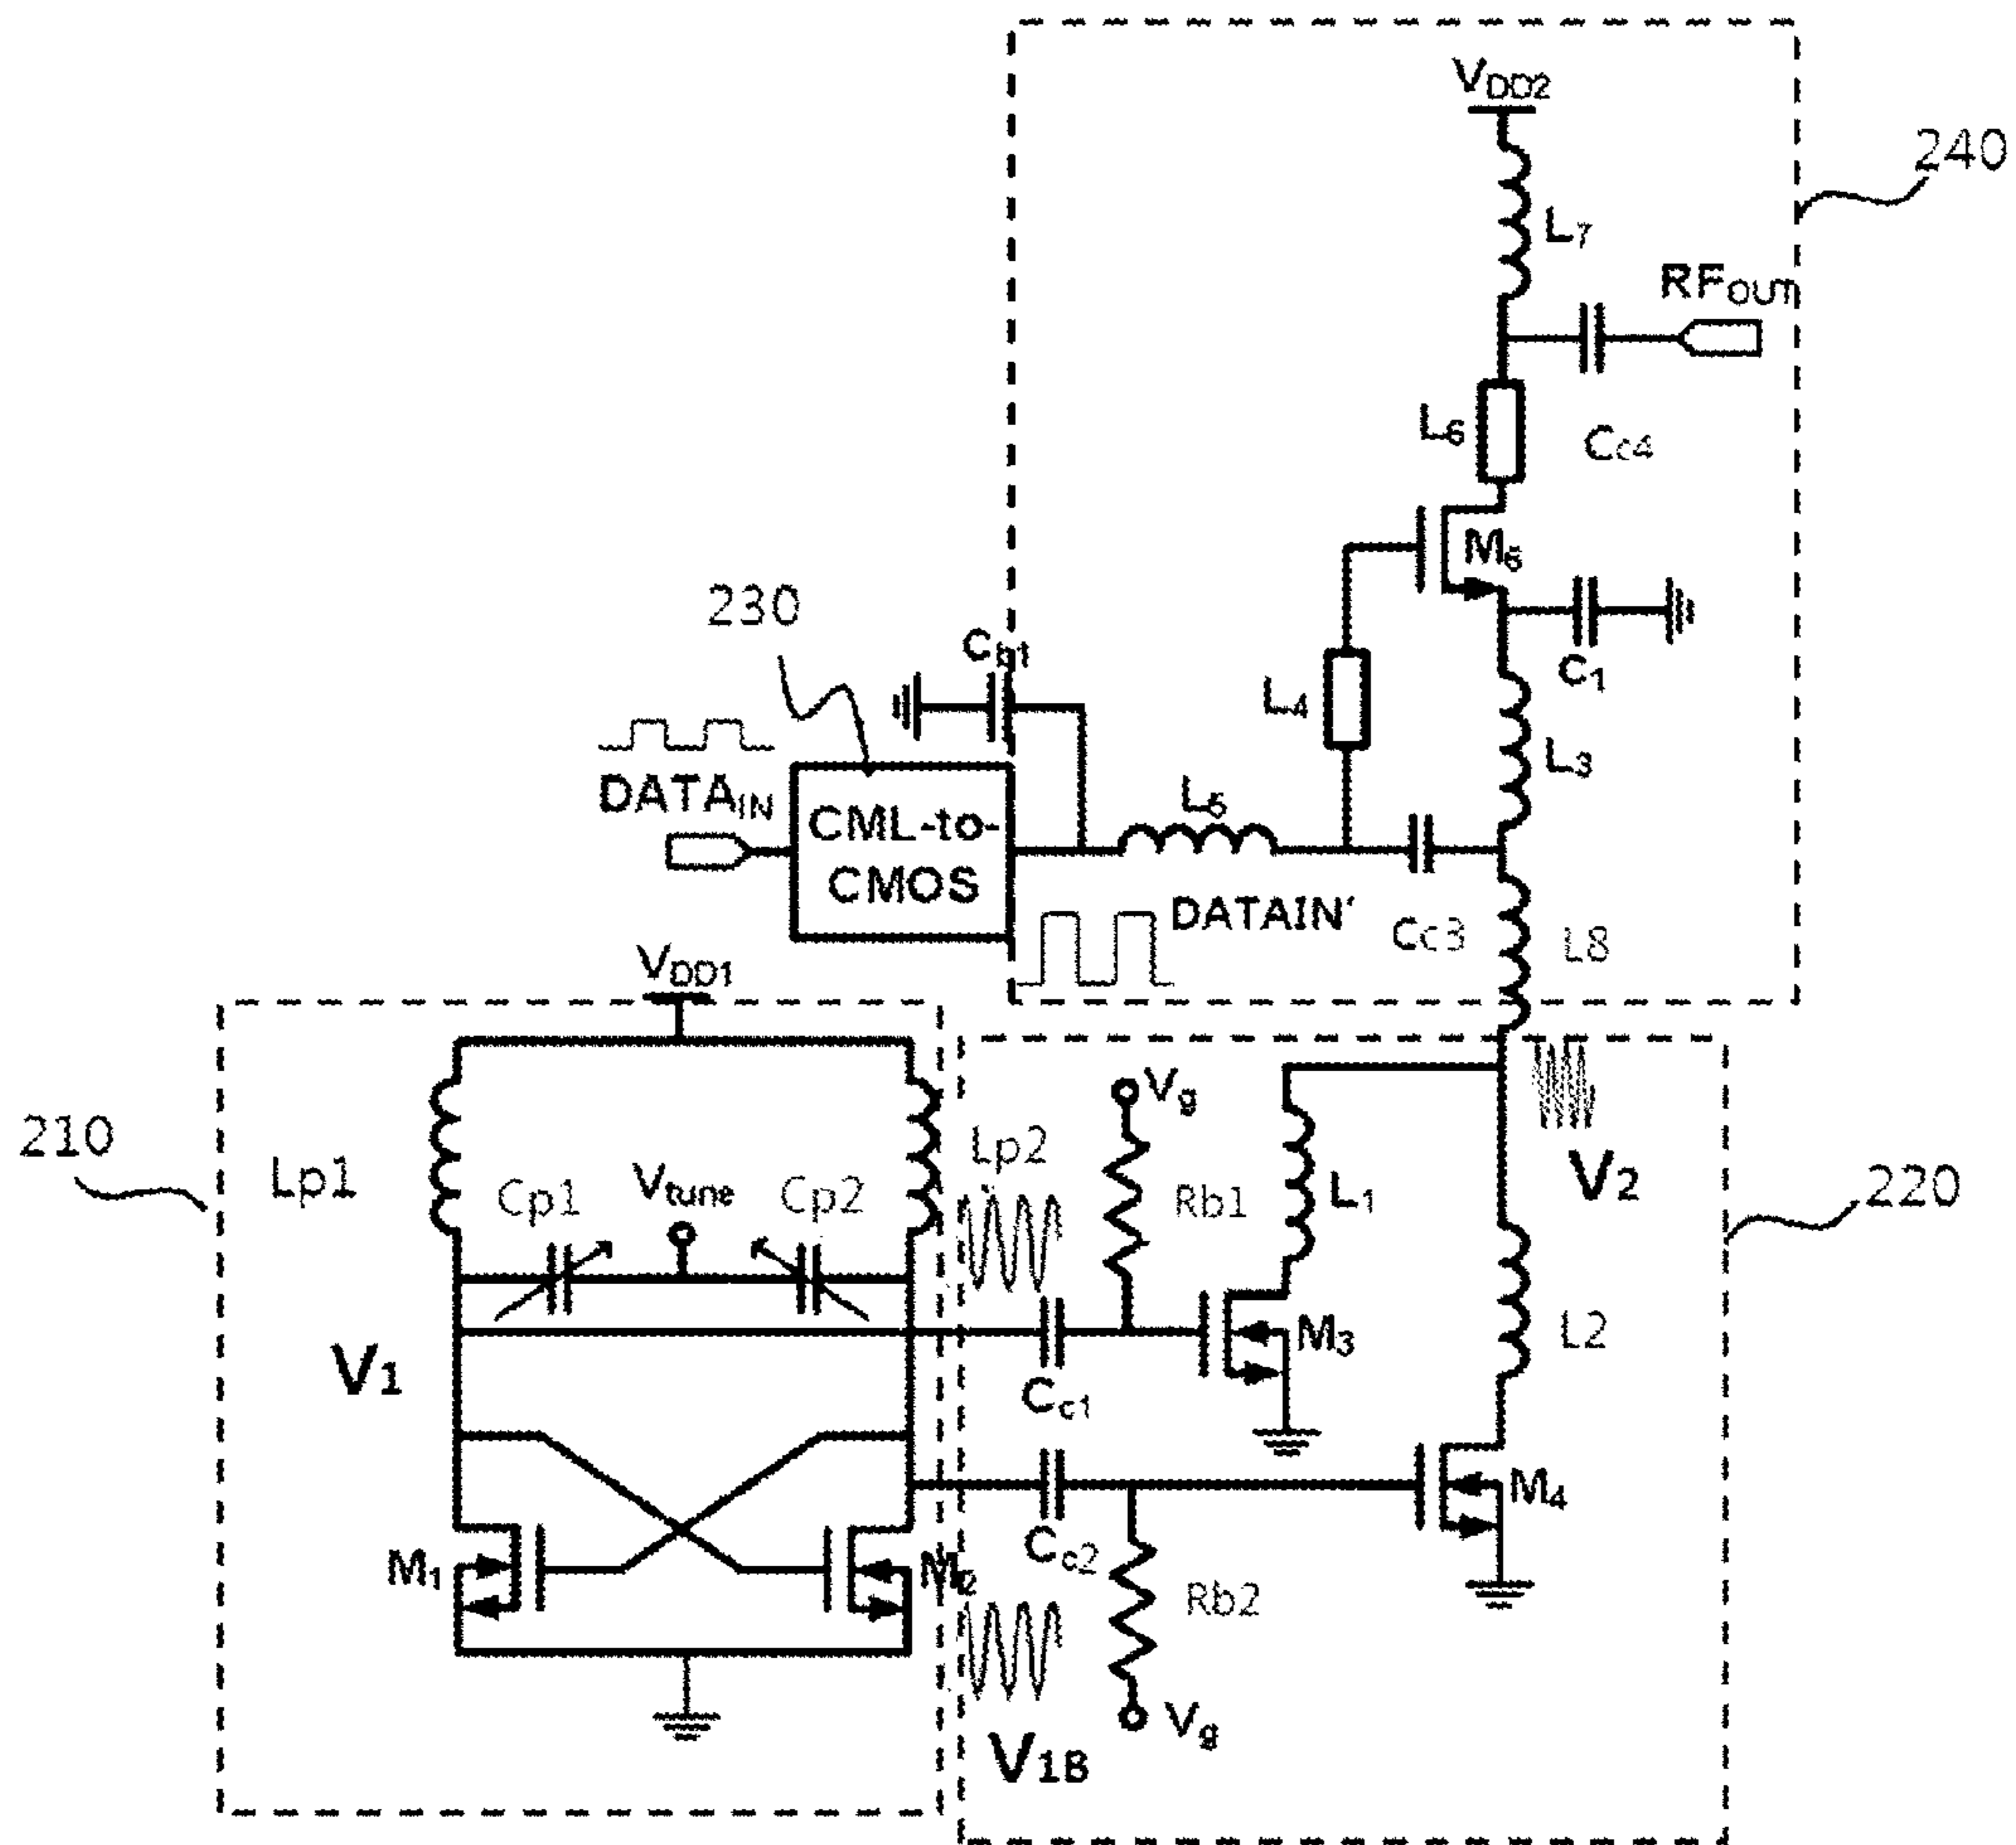 VDD2
240
L7
RFOUT
L6
Cc4
M5
230
Cb1
C1
L4
L3
DATAIN
CML-to-
CMOS
L5
DATAIN'
Cc3
L8
VDD1
Vg
210
Lp1
Cp1
Vtune
Cp2
Lp2
Rb1
L1
V2
220
V1
M3
L2
Cc1
M1
M2
Cc2
M4
Rb2
V1B
Vg